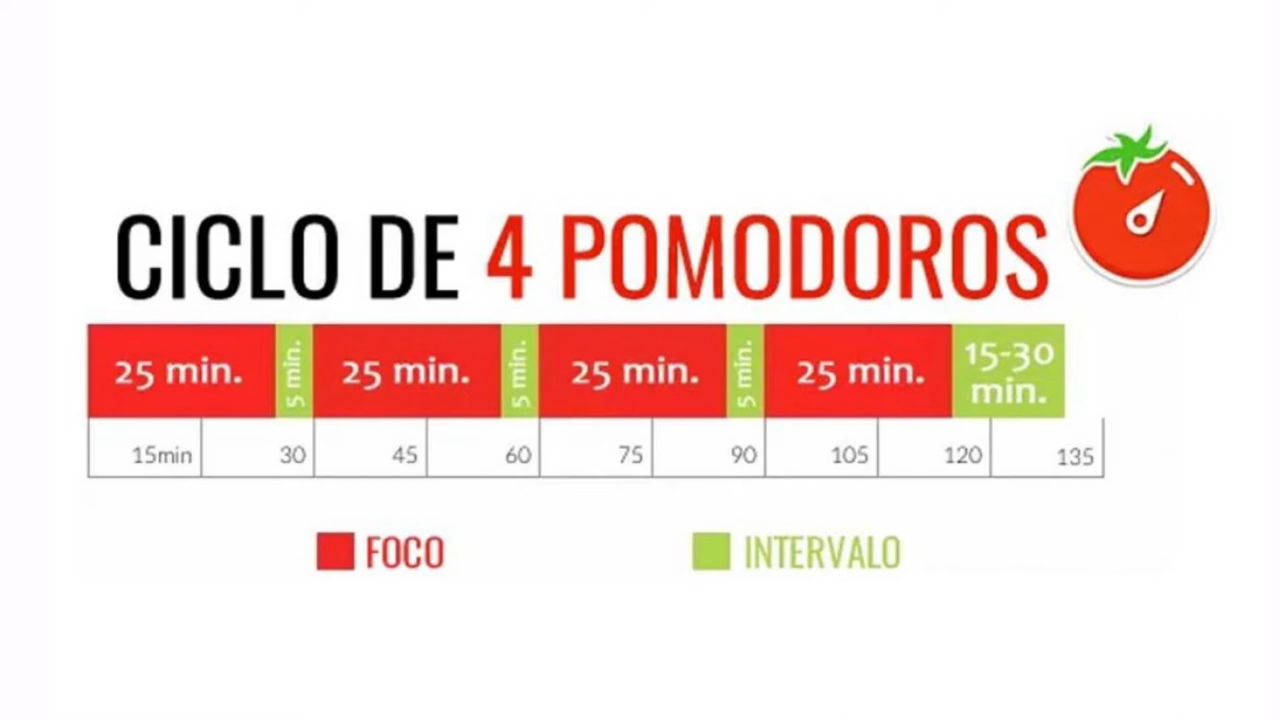 CICLO DE 4 POMODOROS
25 min. 5 min. 25 min. 5 min. 25 min. 5 min. 25 min. 15-30
min.
15min 30 45 60 75 90 105 120 135
FOCO INTERVALO